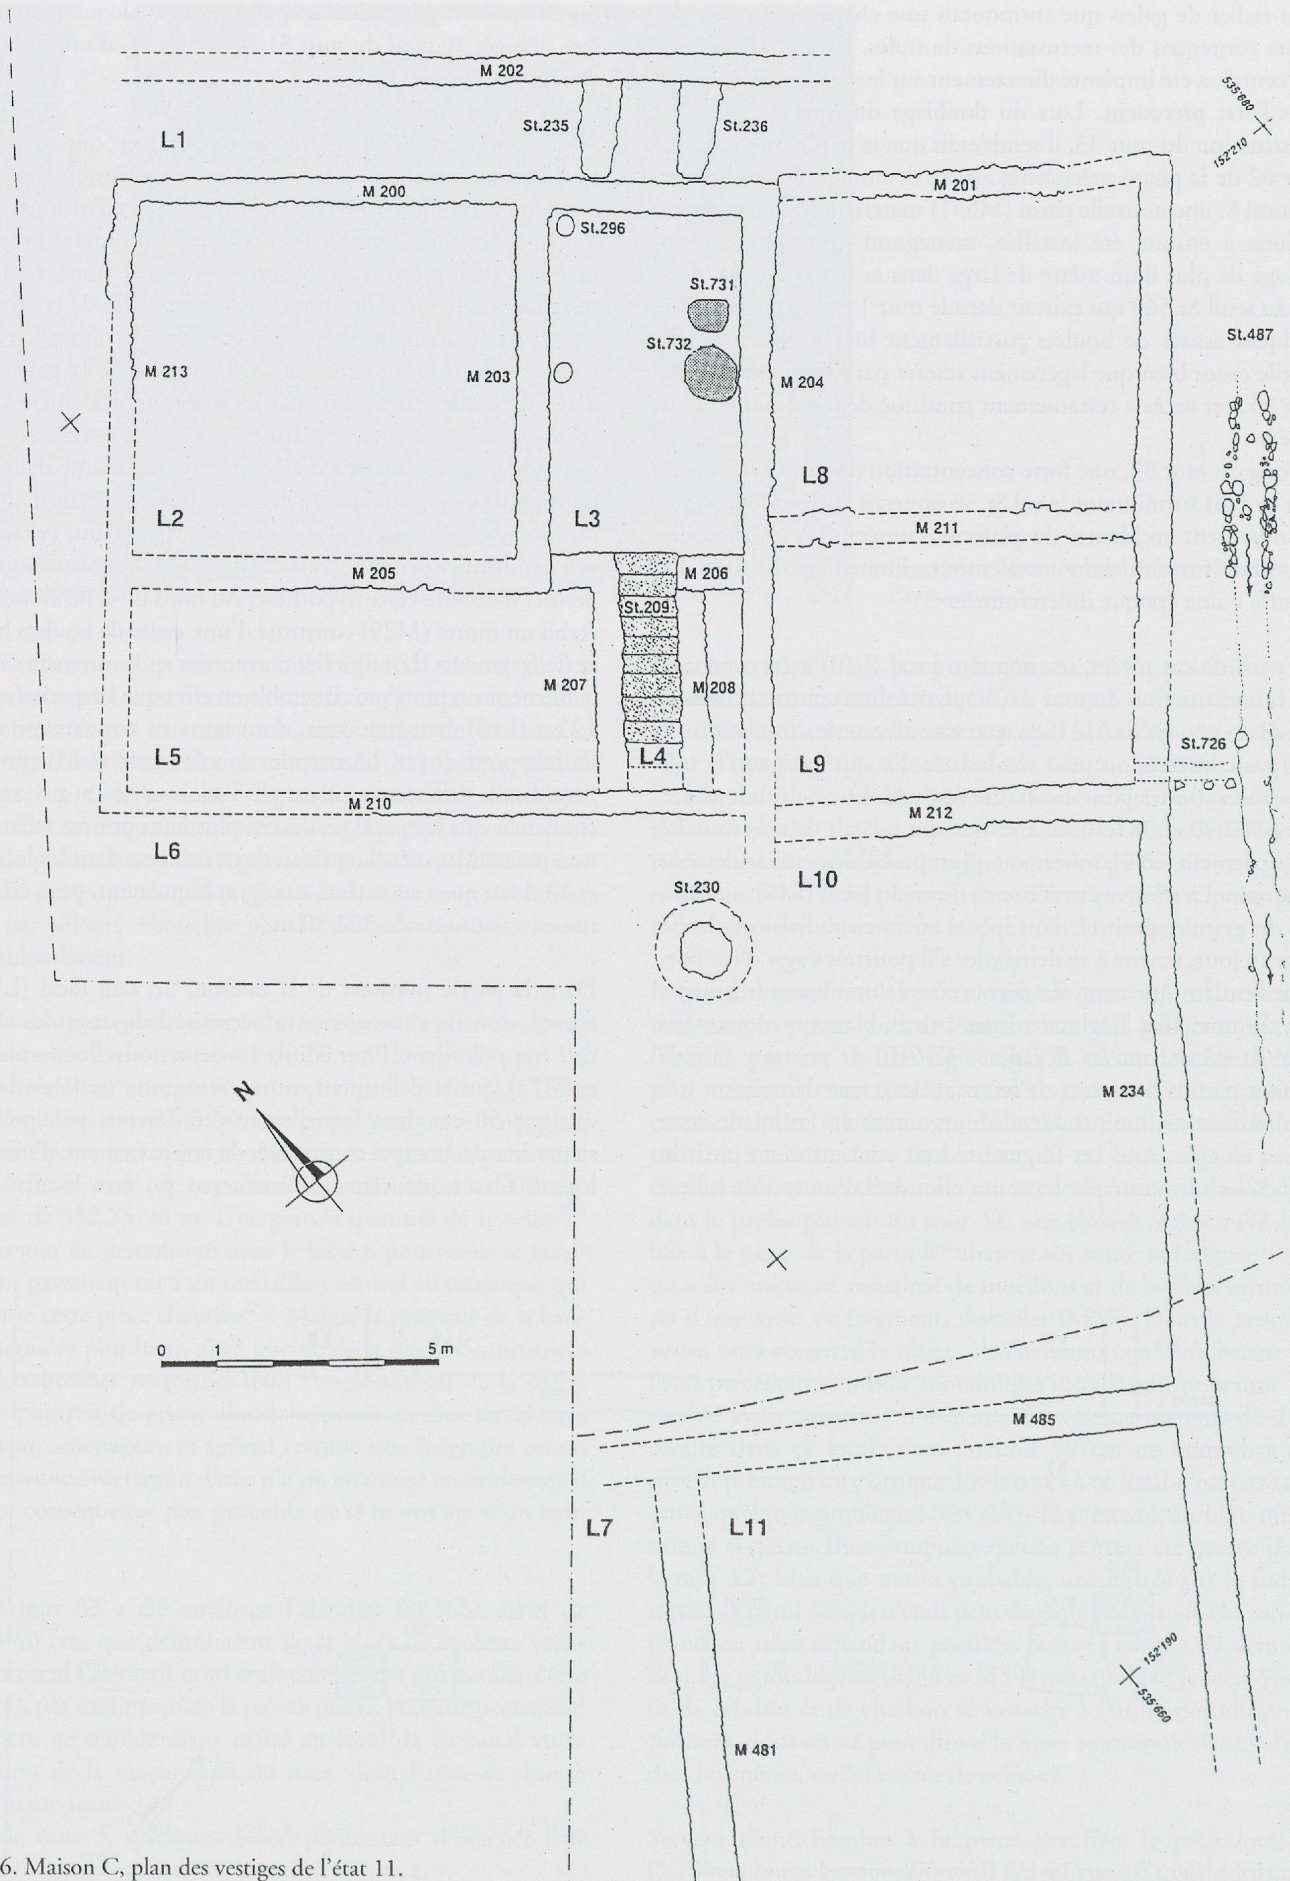 M 202
St.235
St.236
535'680
152'210
L1
M 200
M 201
St.296
St.731
St.487
St.732
M 213
M 203
M 204
L8
L2
L3
M 211
M 205
M 206
St.209
M 207
M 208
St.726
L5
L4
L9
M 210
M 212
L6
L10
St.230
N
M 234
0 1 5 m
M 485
L7
L11
152'190
535'660
M 481
6. Maison C, plan des vestiges de l'état 11.